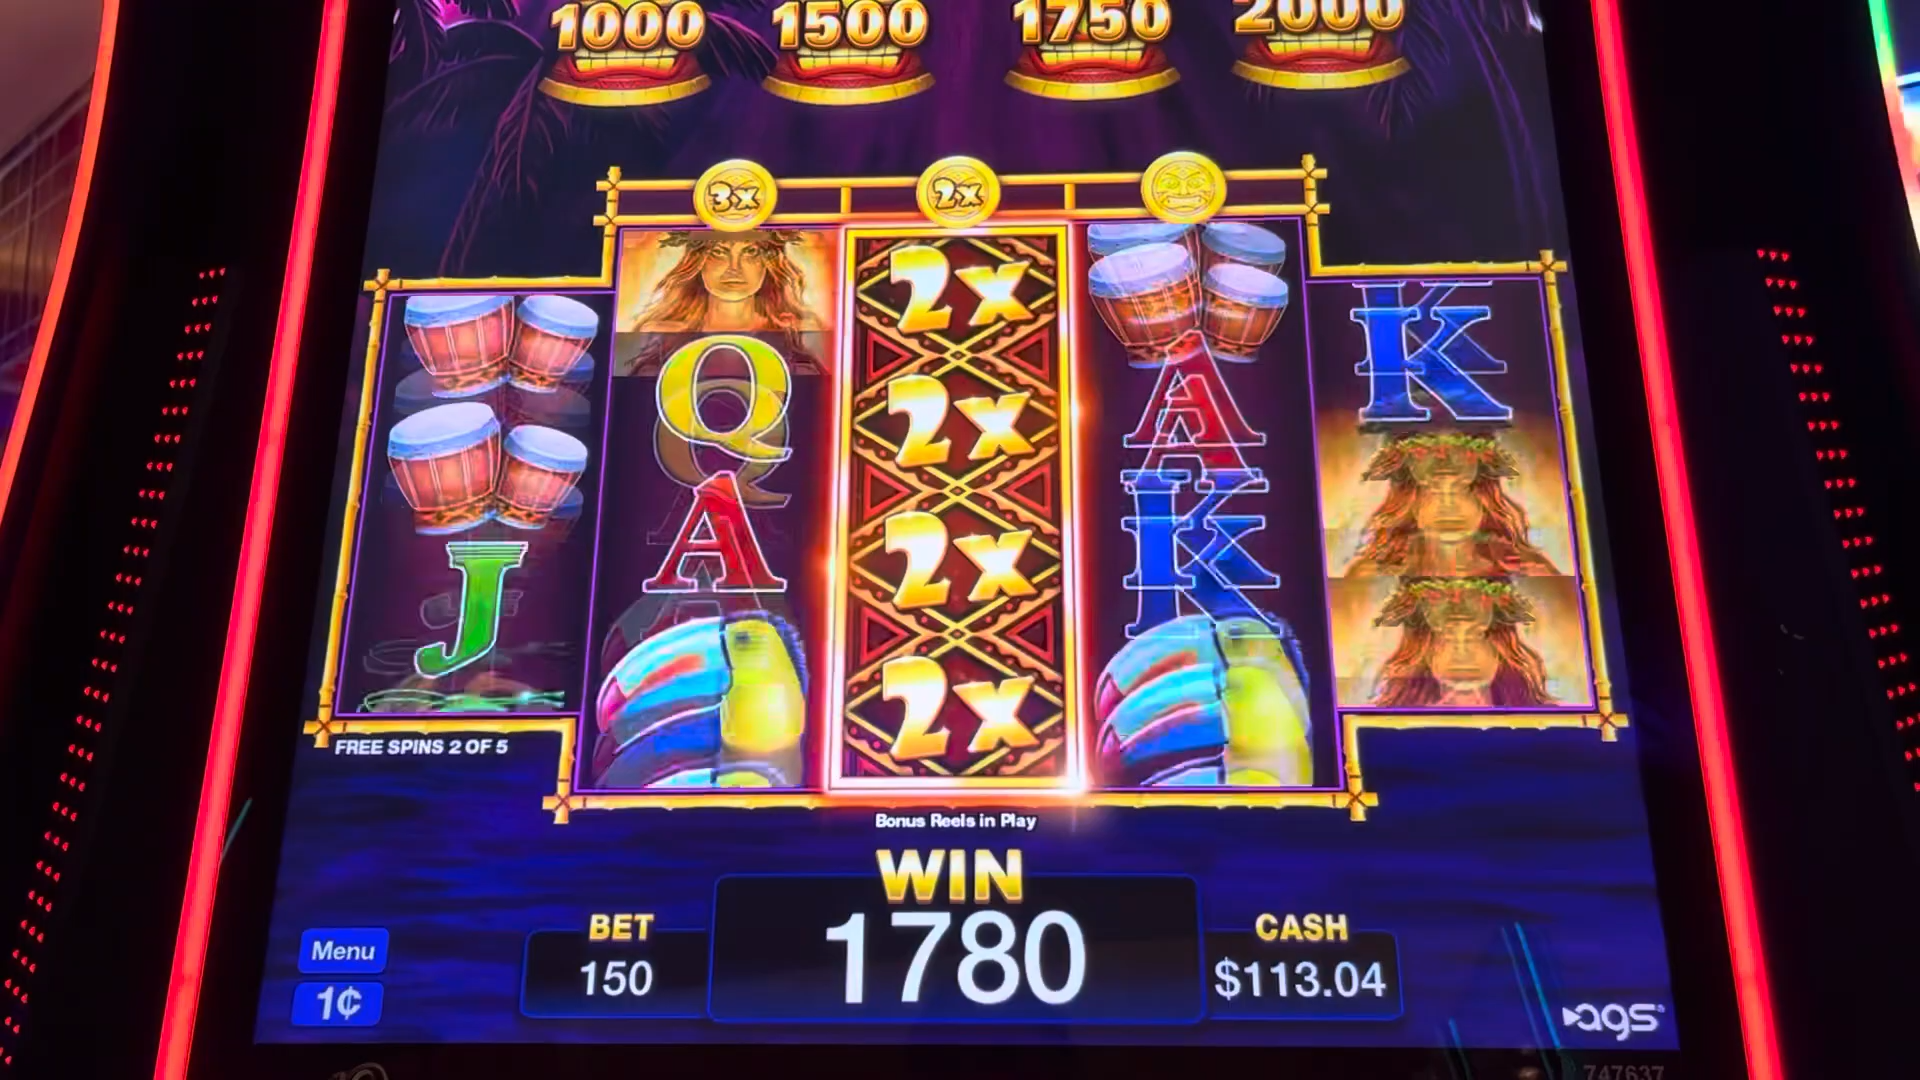 1000 1500 1750 2000
3x 2x
2x
2x
2x
2x
Q
A
J
A
K
K
FREE SPINS 2 OF 5
Bonus Reels in Play
WIN
1780
BET
150
CASH
$113.04
Menu
1¢
ags
747637